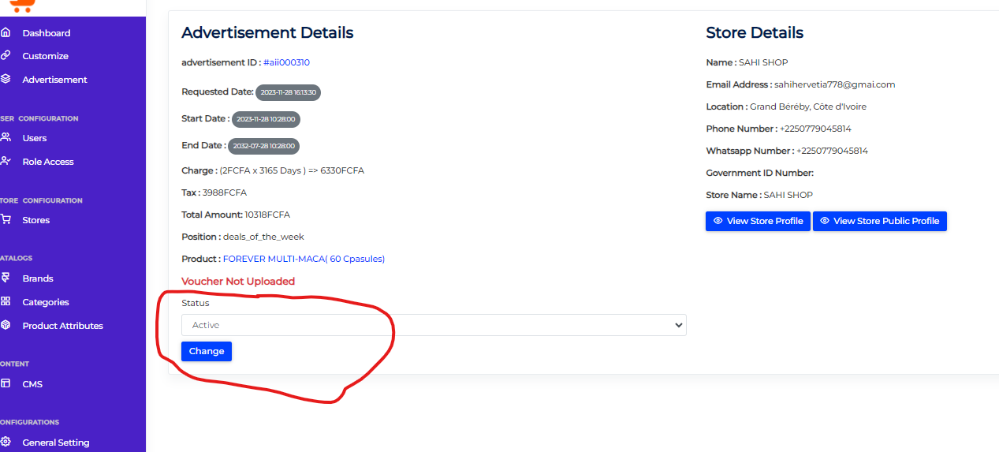 Dashboard
Customize
Advertisement
SER CONFIGURATION
Users
Role Access
TORE CONFIGURATION
Stores
ATALOGS
Brands
Categories
Product Attributes
ONTENT
CMS
ONFIGURATIONS
General Setting
Advertisement Details
advertisement ID : #aii000310
Requested Date: 2023-11-28 16:13:30
Start Date : 2023-11-28 10:28:00
End Date : 2032-07-28 10:28:00
Charge : (2FCFA x 3165 Days ) => 6330FCFA
Tax : 3988FCFA
Total Amount: 10318FCFA
Position : deals_of_the_week
Product : FOREVER MULTI-MACA( 60 Cpasules)
Voucher Not Uploaded
Status
Active
Change
Store Details
Name : SAHI SHOP
Email Address : sahihervetia778@gmai.com
Location : Grand Béréby, Côte d'Ivoire
Phone Number : +2250779045814
Whatsapp Number : +2250779045814
Government ID Number:
Store Name : SAHI SHOP
View Store Profile
View Store Public Profile